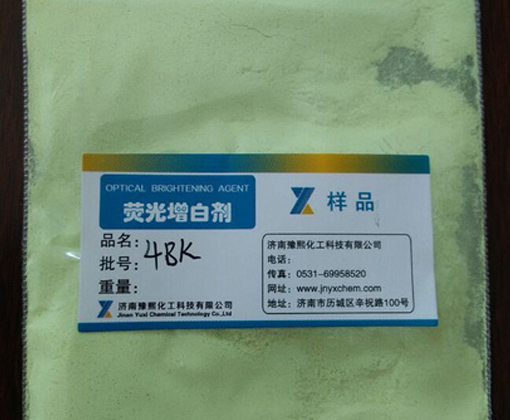 OPTICAL BRIGHTENING AGENT
荧光增白剂
样品
品名：
批号：
48K
重量：
济南豫熙化工科技有限公司
Jinan Yuxi Chemical Technology Co.,Ltd
济南豫熙化工科技有限公司
电话：
传真：0531-69958520
网址：www.jnyxchem.com
地址：济南市历城区辛祝路100号